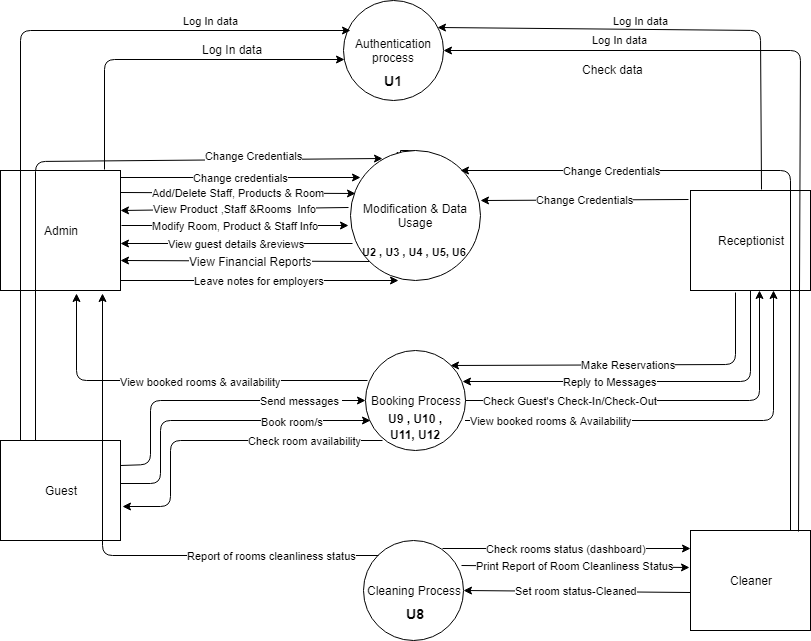 Log In data
Log In data
Log In data
Log In data
Check data
Authentication
process
U1
Change Credentials
Change credentials
Add/Delete Staff, Products & Room
View Product ,Staff &Rooms Info
Modify Room, Product & Staff Info
View guest details &reviews
View Financial Reports
Leave notes for employers
Admin
Modification & Data
Usage
U2 , U3 , U4 , U5, U6
Change Credentials
Change Credentials
Receptionist
Make Reservations
Reply to Messages
Check Guest's Check-In/Check-Out
View booked rooms & Availability
View booked rooms & availability
Send messages
Book room/s
Check room availability
Booking Process
U9 , U10 ,
U11, U12
Guest
Report of rooms cleanliness status
Check rooms status (dashboard)
Print Report of Room Cleanliness Status
Set room status-Cleaned
Cleaning Process
U8
Cleaner